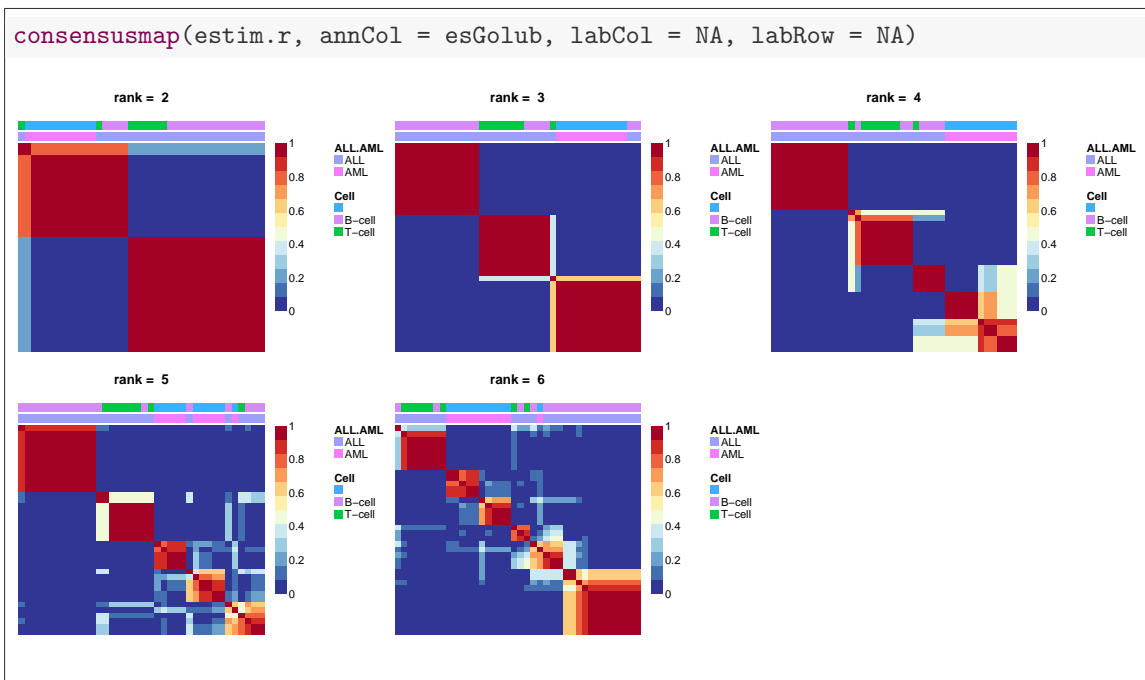 consensusmap(estim.r, annCol = esGolub, labCol = NA, labRow = NA)
rank = 2
1
0.8
0.6
0.4
0.2
0
ALL.AML
ALL
AML
Cell
B−cell
T−cell
rank = 3
1
0.8
0.6
0.4
0.2
0
ALL.AML
ALL
AML
Cell
B−cell
T−cell
rank = 4
1
0.8
0.6
0.4
0.2
0
ALL.AML
ALL
AML
Cell
B−cell
T−cell
rank = 5
1
0.8
0.6
0.4
0.2
0
ALL.AML
ALL
AML
Cell
B−cell
T−cell
rank = 6
1
0.8
0.6
0.4
0.2
0
ALL.AML
ALL
AML
Cell
B−cell
T−cell